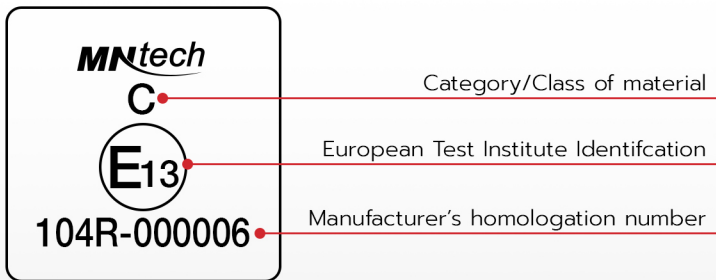 MNtech
C
Category/Class of material
E13
European Test Institute Identifcation
104R-000006
Manufacturer's homologation number